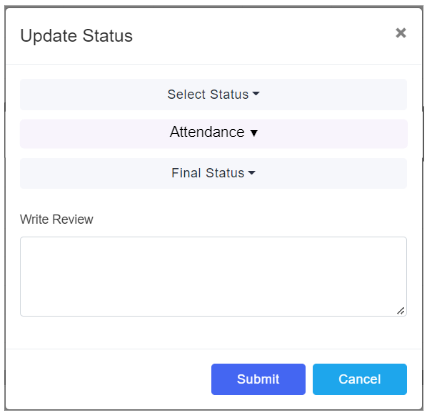 Update Status
Select Status
Attendance
Final Status
Write Review
Submit Cancel